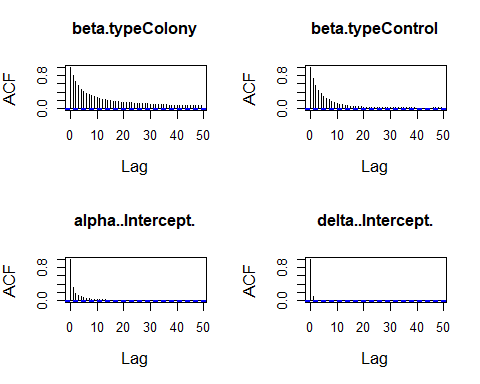 beta.typeColony
ACF
0.0 0.8
0 10 20 30 40 50
Lag
beta.typeControl
ACF
0.0 0.8
0 10 20 30 40 50
Lag
alpha..Intercept.
ACF
0.0 0.8
0 10 20 30 40 50
Lag
delta..Intercept.
ACF
0.0 0.8
0 10 20 30 40 50
Lag